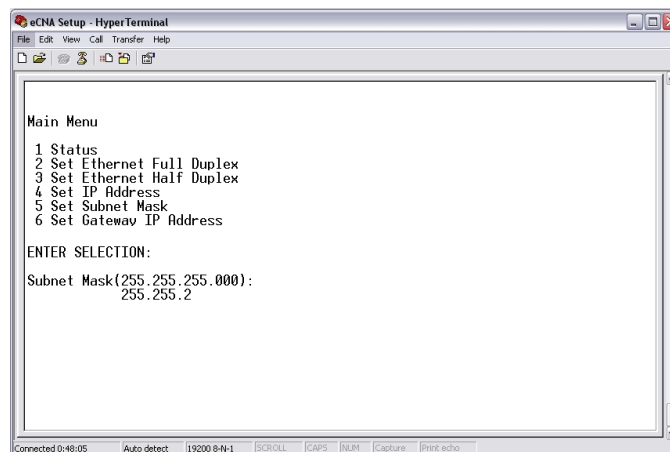 eCNA Setup - HyperTerminal
File Edit View Call Transfer Help
Main Menu
1 Status
2 Set Ethernet Full Duplex
3 Set Ethernet Half Duplex
4 Set IP Address
5 Set Subnet Mask
6 Set Gateway IP Address
ENTER SELECTION:
Subnet Mask(255.255.255.000):
255.255.2
Connected 0:48:05 Auto detect 19200 8-N-1 SCROLL CAPS NUM Capture Print echo